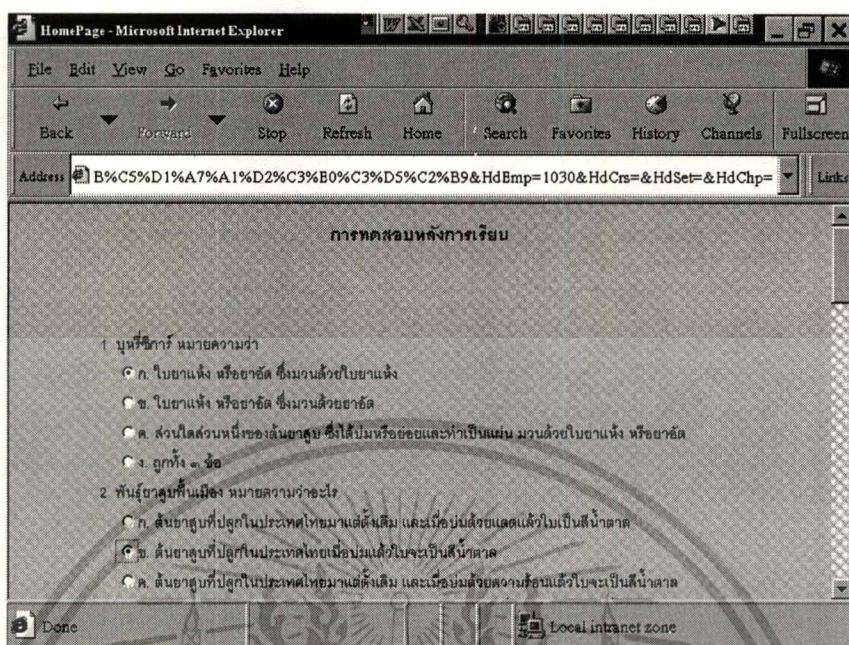 HomePage - Microsoft Internet Explorer
File Edit View Go Favorites Help
Back Forward Stop Refresh Home Search Favorites History Channels Fullscreen
Address B%C5%D1%A7%A1%D2%C3%E0%C3%D5%C2%B9&HdEmp=1030&HdCrs=&HdSet=&HdChp= Links
การทดสอบหลังการเรียน
1 บุหรี่ซิการ์ หมายความว่า
ก. ใบยาแห้ง หรือยาอัด ซึ่งมวนด้วยใบยาแห้ง
ข. ใบยาแห้ง หรือยาอัด ซึ่งมวนด้วยยาอัด
ค. ส่วนใดส่วนหนึ่งของต้นยาสูบ ซึ่งได้บ่มหรือย่อยและทำเป็นแผ่น มวนด้วยใบยาแห้ง หรือยาอัด
ง. ถูกทั้ง ๓ ข้อ
2 พันธุ์ยาสูบพื้นเมือง หมายความว่าอะไร
ก. ต้นยาสูบที่ปลูกในประเทศไทยมาแต่ดั้งเดิม และเมื่อบ่มด้วยแดดแล้วใบเป็นสีน้ำตาล
ข. ต้นยาสูบที่ปลูกในประเทศไทยเมื่อบ่มแล้วใบจะเป็นสีน้ำตาล
ค. ต้นยาสูบที่ปลูกในประเทศไทยมาแต่ดั้งเดิม และเมื่อบ่มด้วยความร้อนแล้วใบจะเป็นสีน้ำตาล
Done Local intranet zone